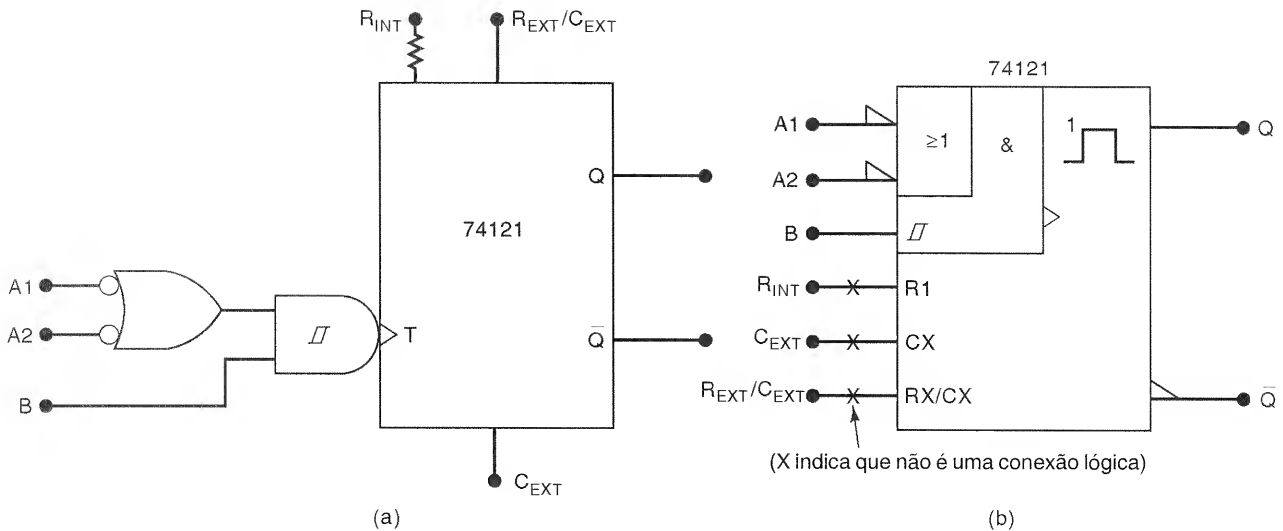 R_INT
R_EXT/C_EXT
74121
Q
Q̅
T
A1
A2
B
C_EXT
(a)
74121
A1
A2
B
≥1
&
1
Q
R_INT
R1
C_EXT
CX
R_EXT/C_EXT
RX/CX
Q̅
X
X
X
(X indica que não é uma conexão lógica)
(b)